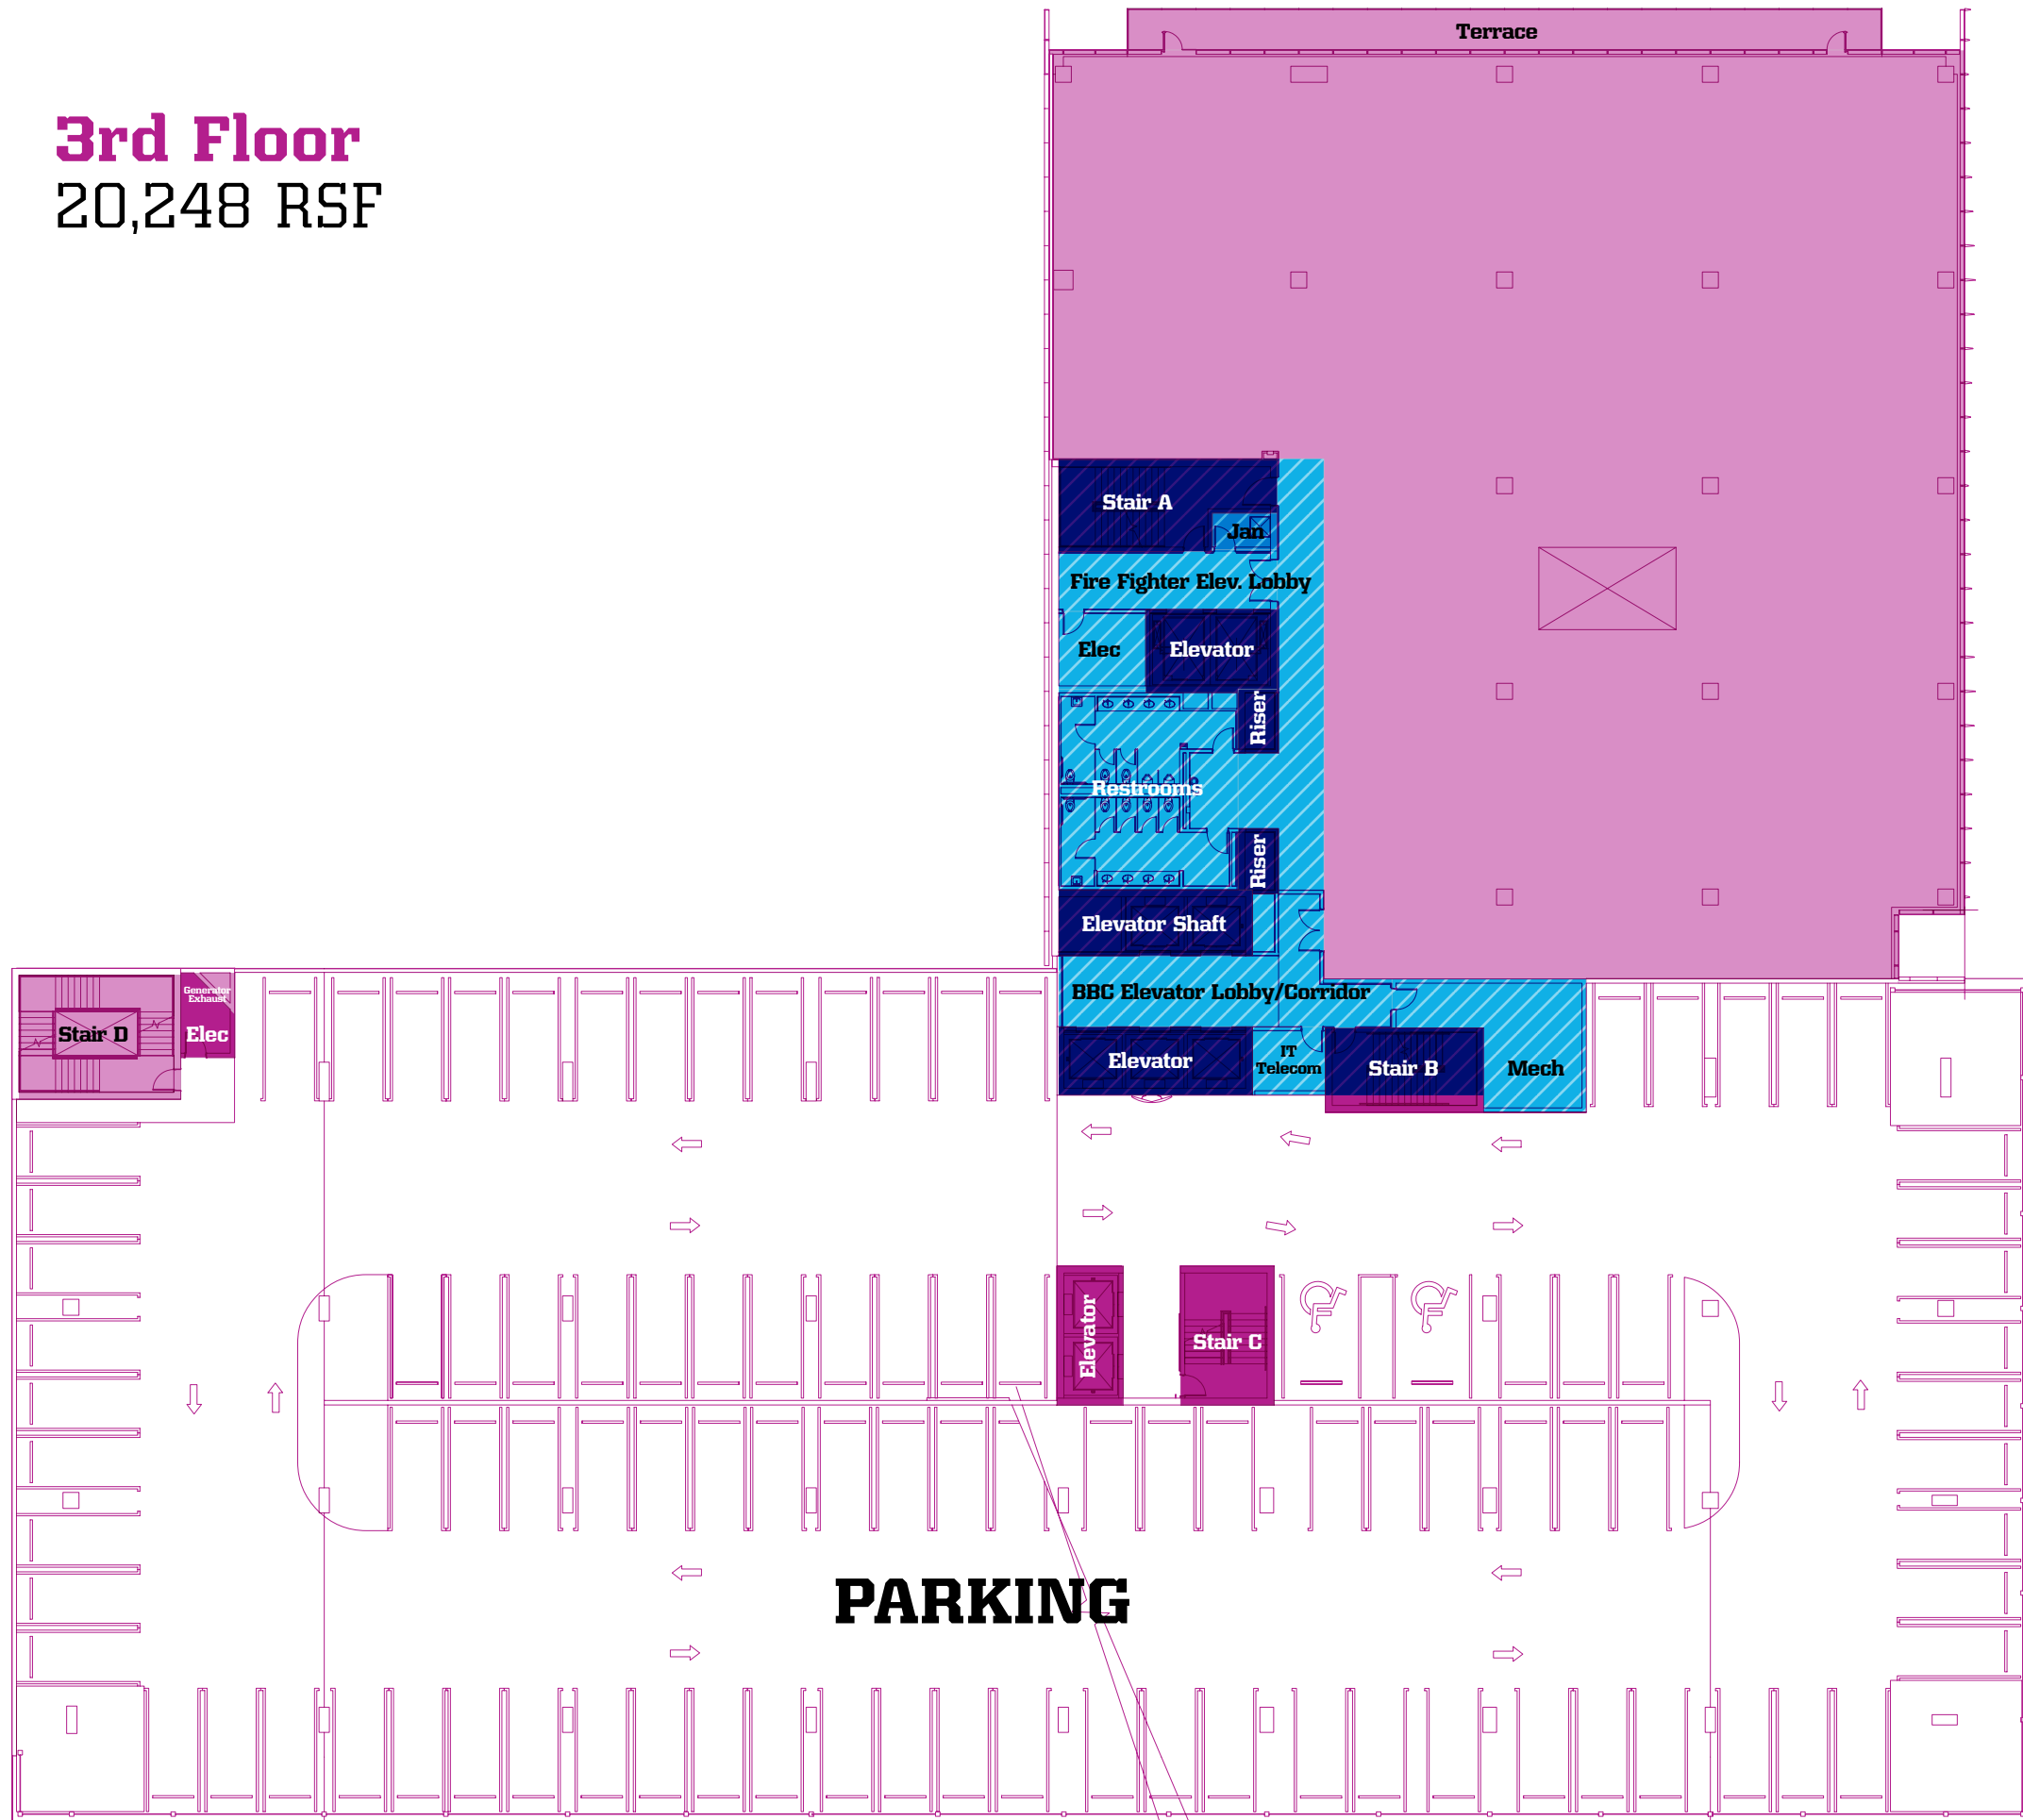 Terrace
3rd Floor
20,248 RSF
Stair A
Jan
Fire Fighter Elev. Lobby
Elec
Elevator
Riser
Restrooms
Riser
Elevator Shaft
BBC Elevator Lobby/Corridor
Generator
Exhaust
Stair D
Elec
Elevator
IT
Telecom
Stair B
Mech
Elevator
Stair C
PARKING